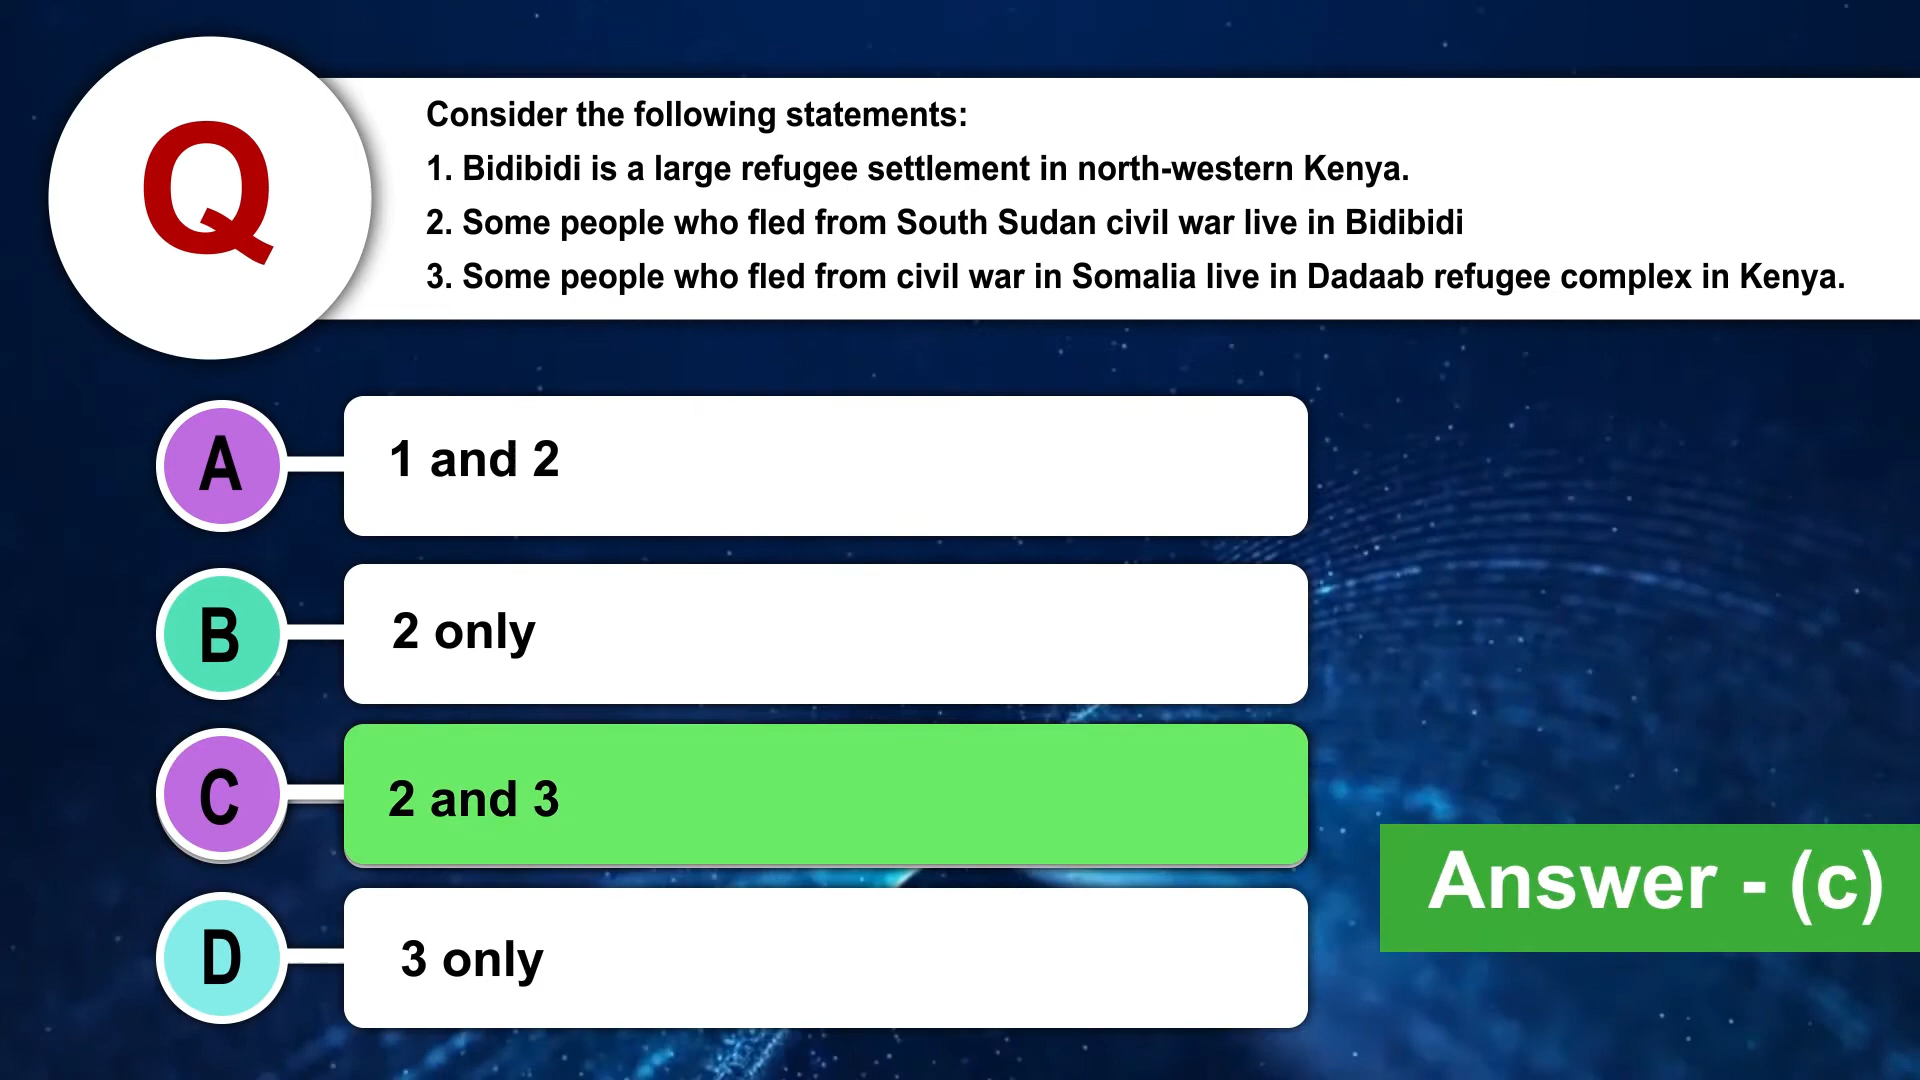 Q
Consider the following statements:
1. Bidibidi is a large refugee settlement in north-western Kenya.
2. Some people who fled from South Sudan civil war live in Bidibidi
3. Some people who fled from civil war in Somalia live in Dadaab refugee complex in Kenya.
A
1 and 2
B
2 only
C
2 and 3
D
3 only
Answer - (c)